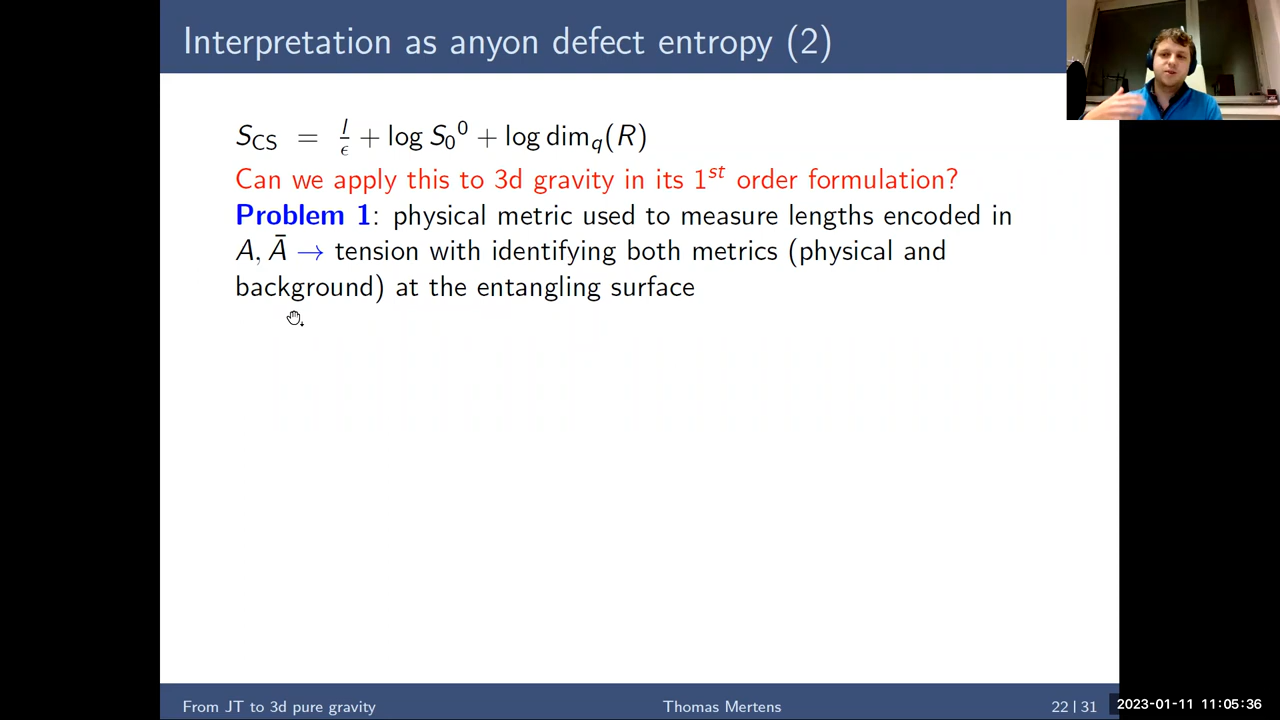 Interpretation as anyon defect entropy (2)
S_CS = l/ϵ + log S_0^0 + log dim_q(R)
Can we apply this to 3d gravity in its 1^st order formulation?
Problem 1: physical metric used to measure lengths encoded in
A, Ā → tension with identifying both metrics (physical and
background) at the entangling surface
From JT to 3d pure gravity Thomas Mertens 22 | 31
2023-01-11 11:05:36